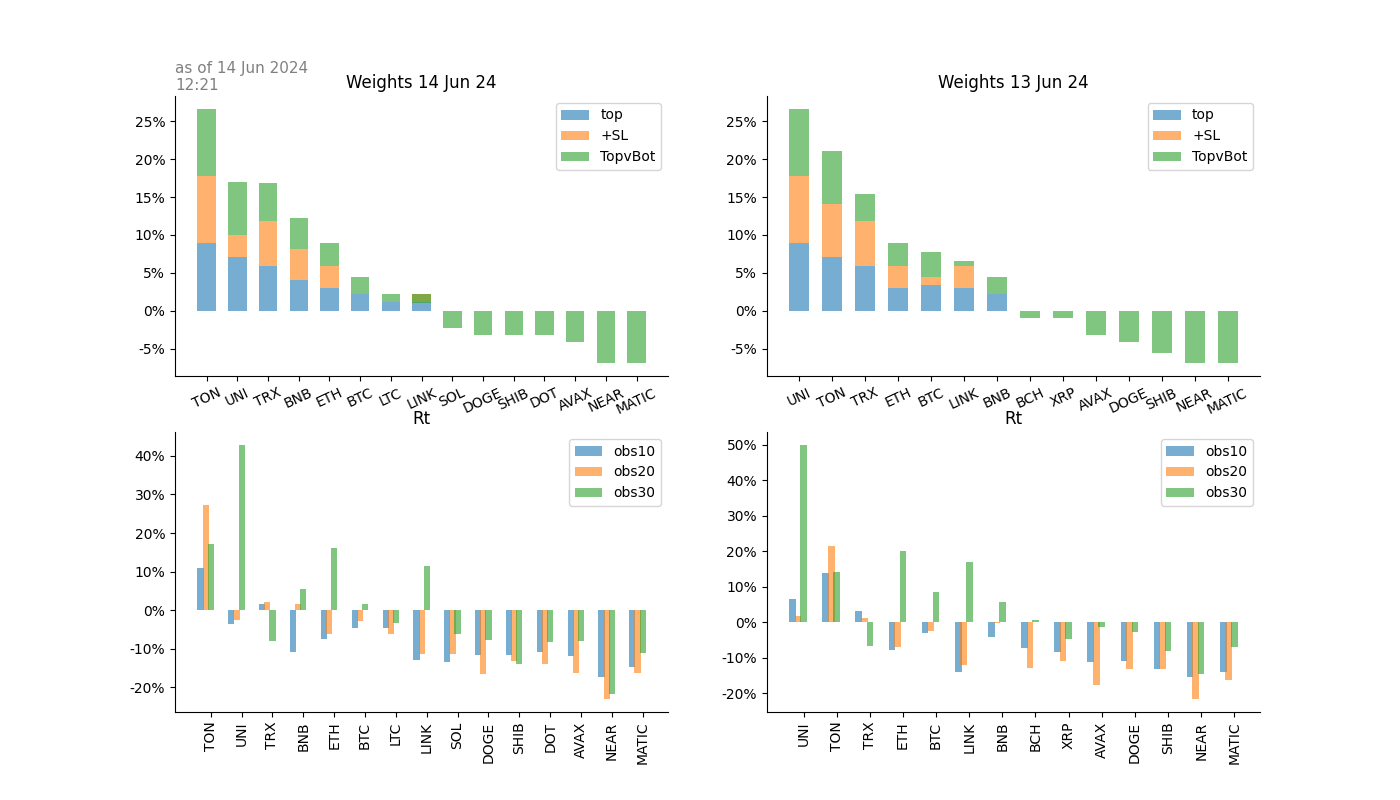 as of 14 Jun 2024
12:21
Weights 14 Jun 24
25%
20%
15%
10%
5%
0%
-5%
top
+SL
TopvBot
TON UNI TRX BNB ETH BTC LTC LINK SOL DOGE SHIB DOT AVAX NEAR MATIC
Weights 13 Jun 24
25%
20%
15%
10%
5%
0%
-5%
top
+SL
TopvBot
UNI TON TRX ETH BTC LINK BNB BCH XRP AVAX DOGE SHIB NEAR MATIC
Rt
40%
30%
20%
10%
0%
-10%
-20%
obs10
obs20
obs30
TON UNI TRX BNB ETH BTC LTC LINK SOL DOGE SHIB DOT AVAX NEAR MATIC
Rt
50%
40%
30%
20%
10%
0%
-10%
-20%
obs10
obs20
obs30
UNI TON TRX ETH BTC LINK BNB BCH XRP AVAX DOGE SHIB NEAR MATIC